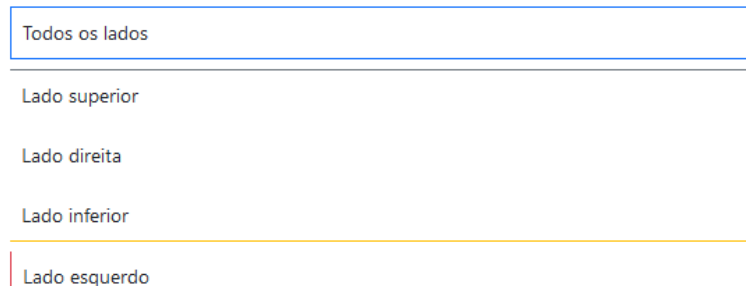 Todos os lados
Lado superior
Lado direita
Lado inferior
Lado esquerdo